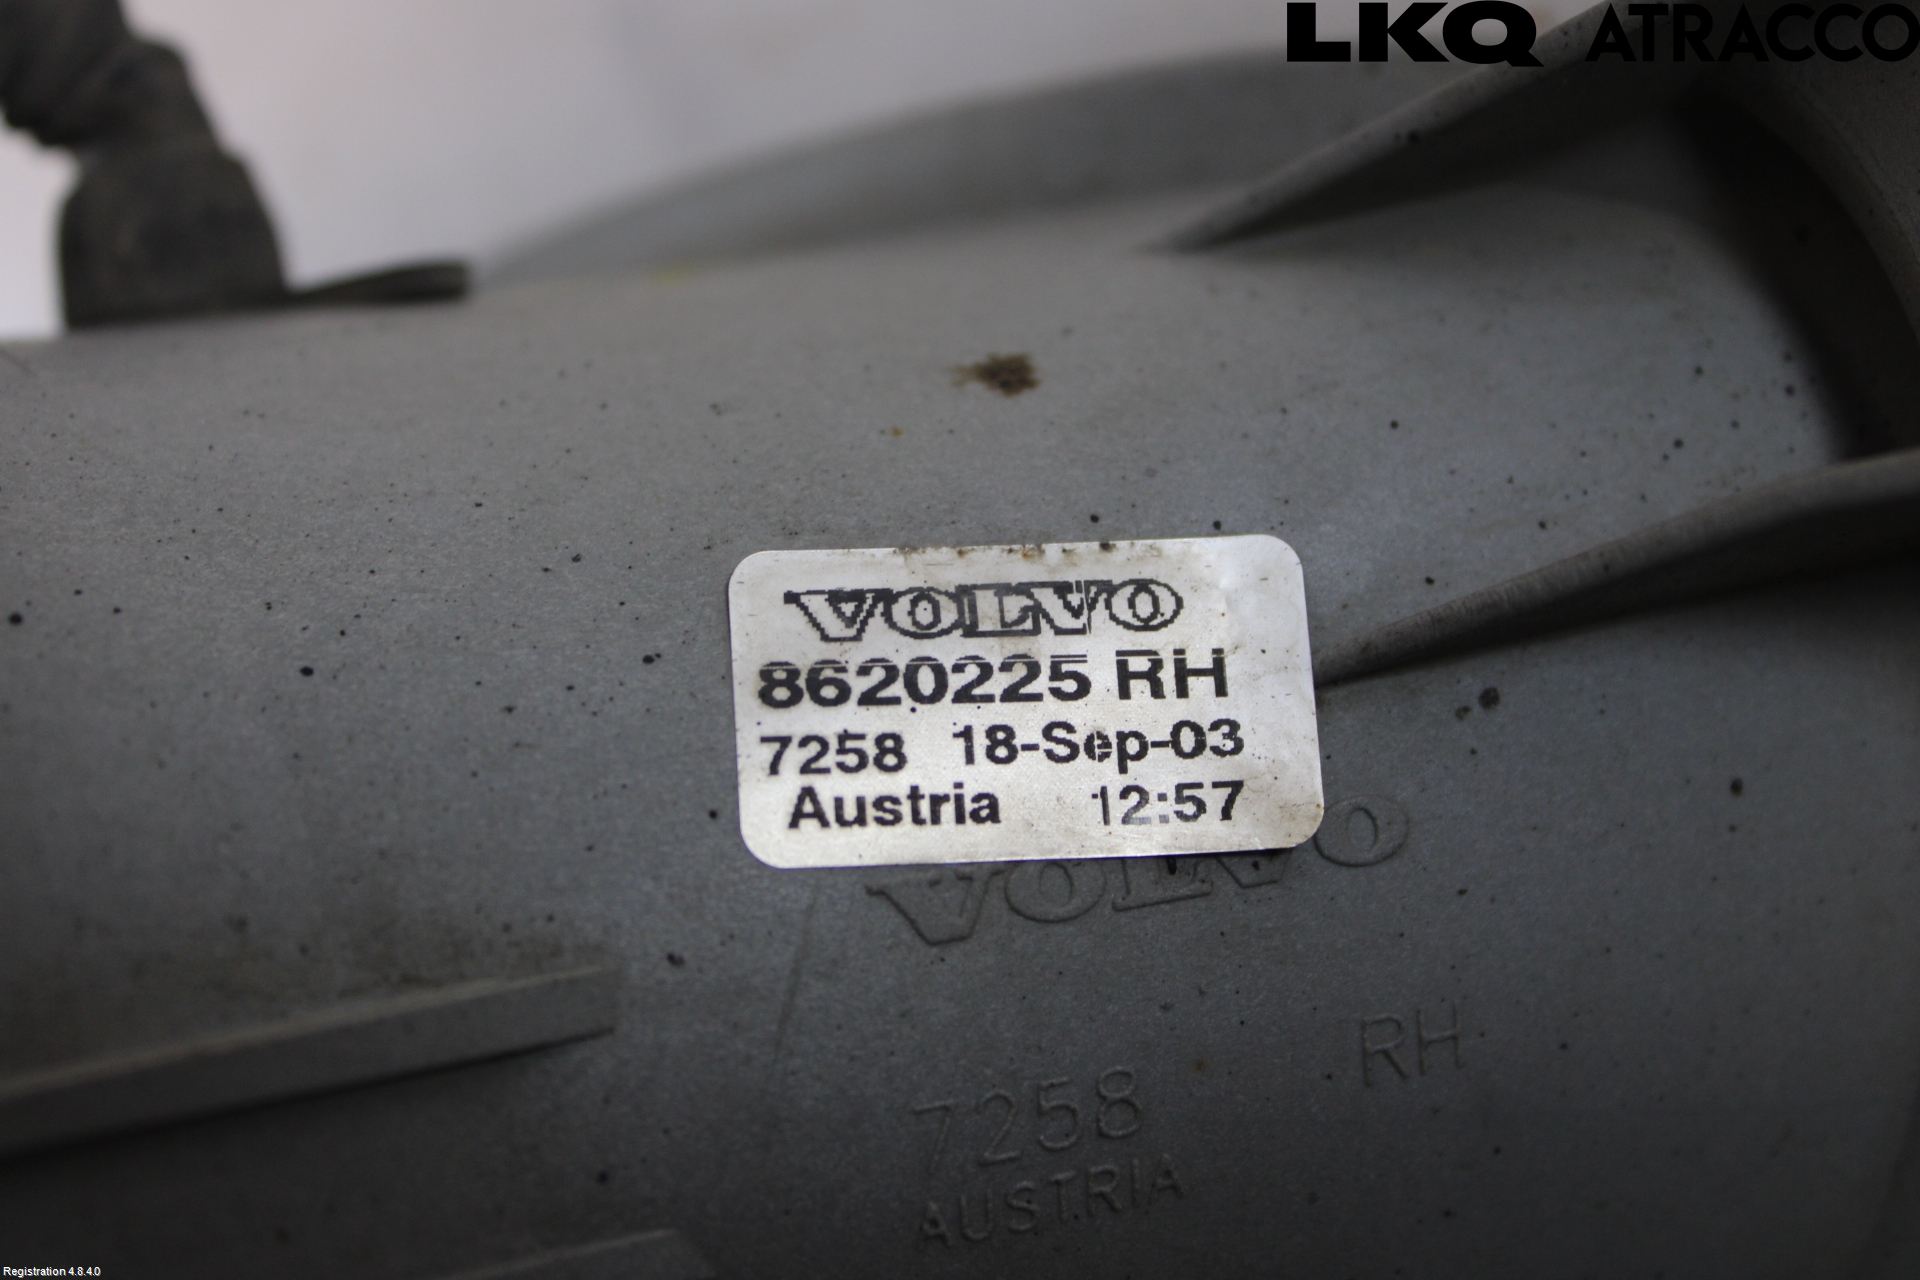 LKQ ATRACCO
VOLVO
8620225 RH
7258 18-Sep-03
Austria 12:57
VOLVO
RH
7258
AUSTRIA
Registration 4.8.4.0